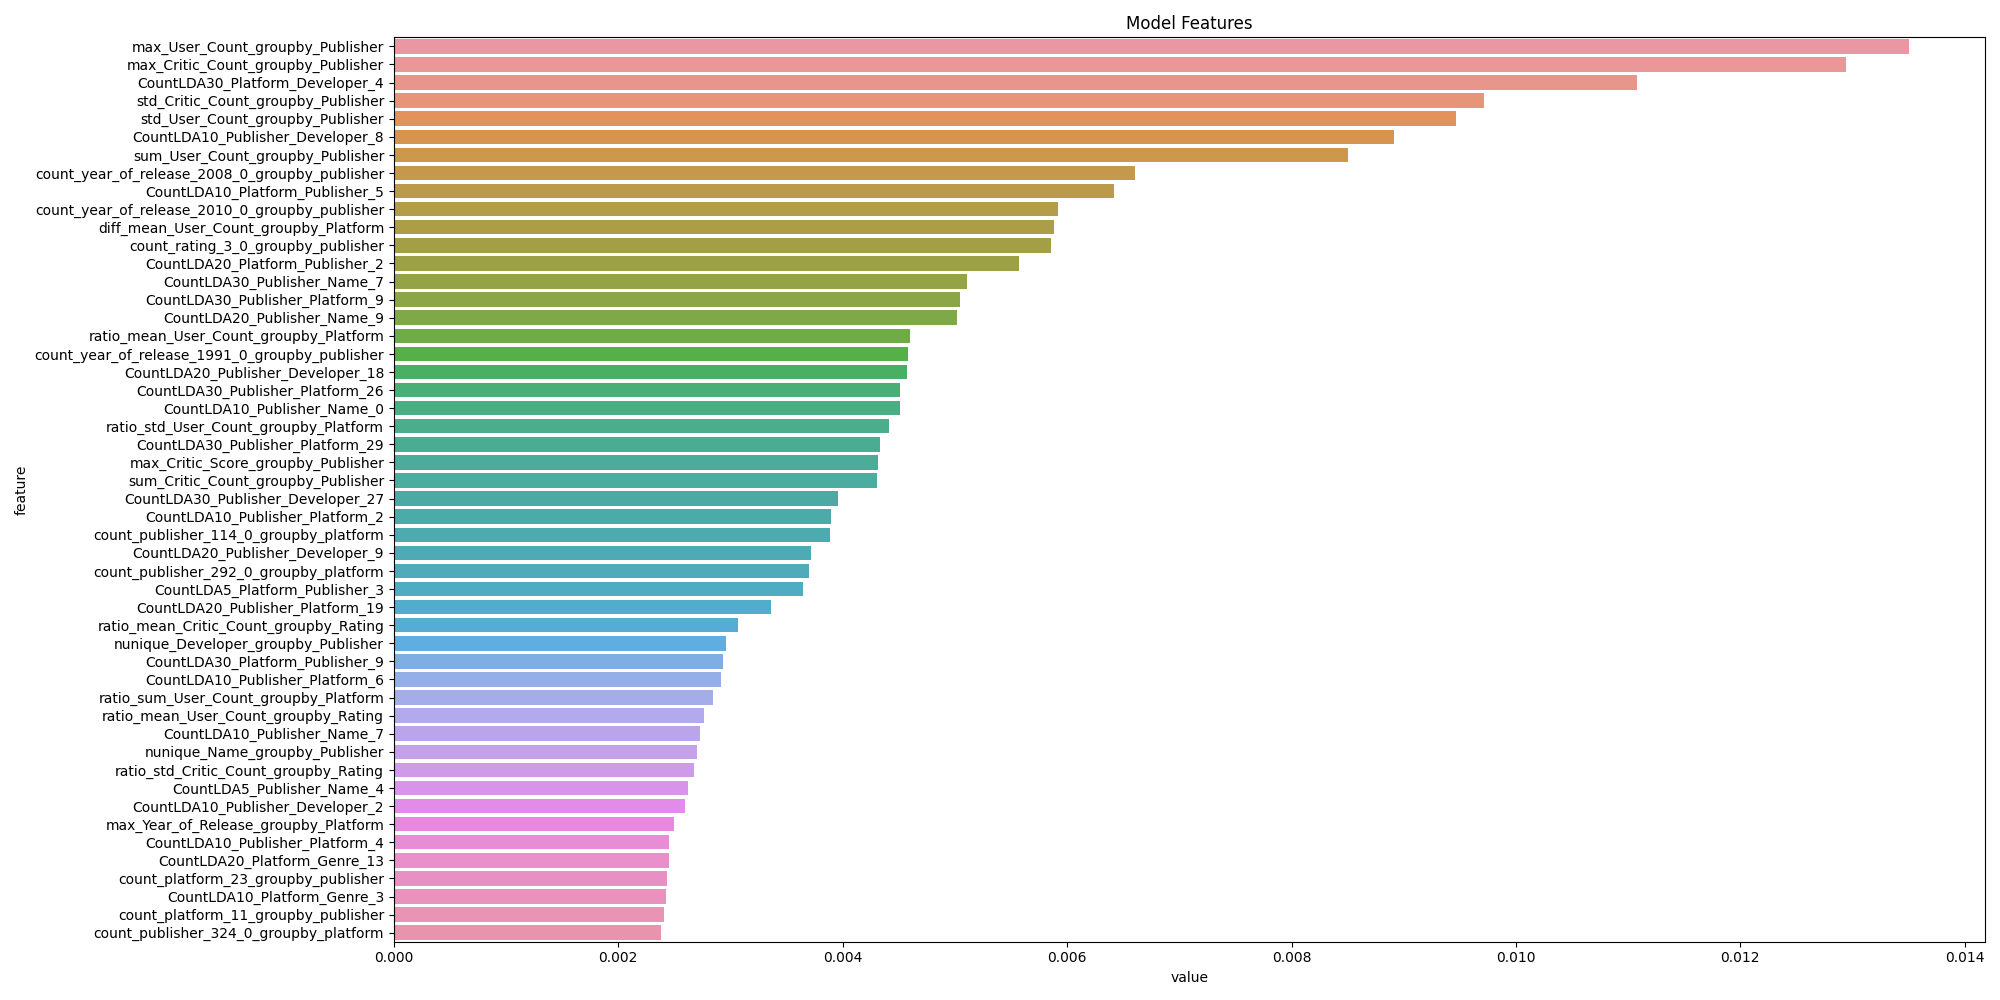 Model Features
max_User_Count_groupby_Publisher
max_Critic_Count_groupby_Publisher
CountLDA30_Platform_Developer_4
std_Critic_Count_groupby_Publisher
std_User_Count_groupby_Publisher
CountLDA10_Publisher_Developer_8
sum_User_Count_groupby_Publisher
count_year_of_release_2008_0_groupby_publisher
CountLDA10_Platform_Publisher_5
count_year_of_release_2010_0_groupby_publisher
diff_mean_User_Count_groupby_Platform
count_rating_3_0_groupby_publisher
CountLDA20_Platform_Publisher_2
CountLDA30_Publisher_Name_7
CountLDA30_Publisher_Platform_9
CountLDA20_Publisher_Name_9
ratio_mean_User_Count_groupby_Platform
count_year_of_release_1991_0_groupby_publisher
CountLDA20_Publisher_Developer_18
CountLDA30_Publisher_Platform_26
CountLDA10_Publisher_Name_0
ratio_std_User_Count_groupby_Platform
CountLDA30_Publisher_Platform_29
max_Critic_Score_groupby_Publisher
sum_Critic_Count_groupby_Publisher
CountLDA30_Publisher_Developer_27
CountLDA10_Publisher_Platform_2
count_publisher_114_0_groupby_platform
CountLDA20_Publisher_Developer_9
count_publisher_292_0_groupby_platform
CountLDA5_Platform_Publisher_3
CountLDA20_Publisher_Platform_19
ratio_mean_Critic_Count_groupby_Rating
nunique_Developer_groupby_Publisher
CountLDA30_Platform_Publisher_9
CountLDA10_Publisher_Platform_6
ratio_sum_User_Count_groupby_Platform
ratio_mean_User_Count_groupby_Rating
CountLDA10_Publisher_Name_7
nunique_Name_groupby_Publisher
ratio_std_Critic_Count_groupby_Rating
CountLDA5_Publisher_Name_4
CountLDA10_Publisher_Developer_2
max_Year_of_Release_groupby_Platform
CountLDA10_Publisher_Platform_4
CountLDA20_Platform_Genre_13
count_platform_23_groupby_publisher
CountLDA10_Platform_Genre_3
count_platform_11_groupby_publisher
count_publisher_324_0_groupby_platform
feature
0.000 0.002 0.004 0.006 0.008 0.010 0.012 0.014
value